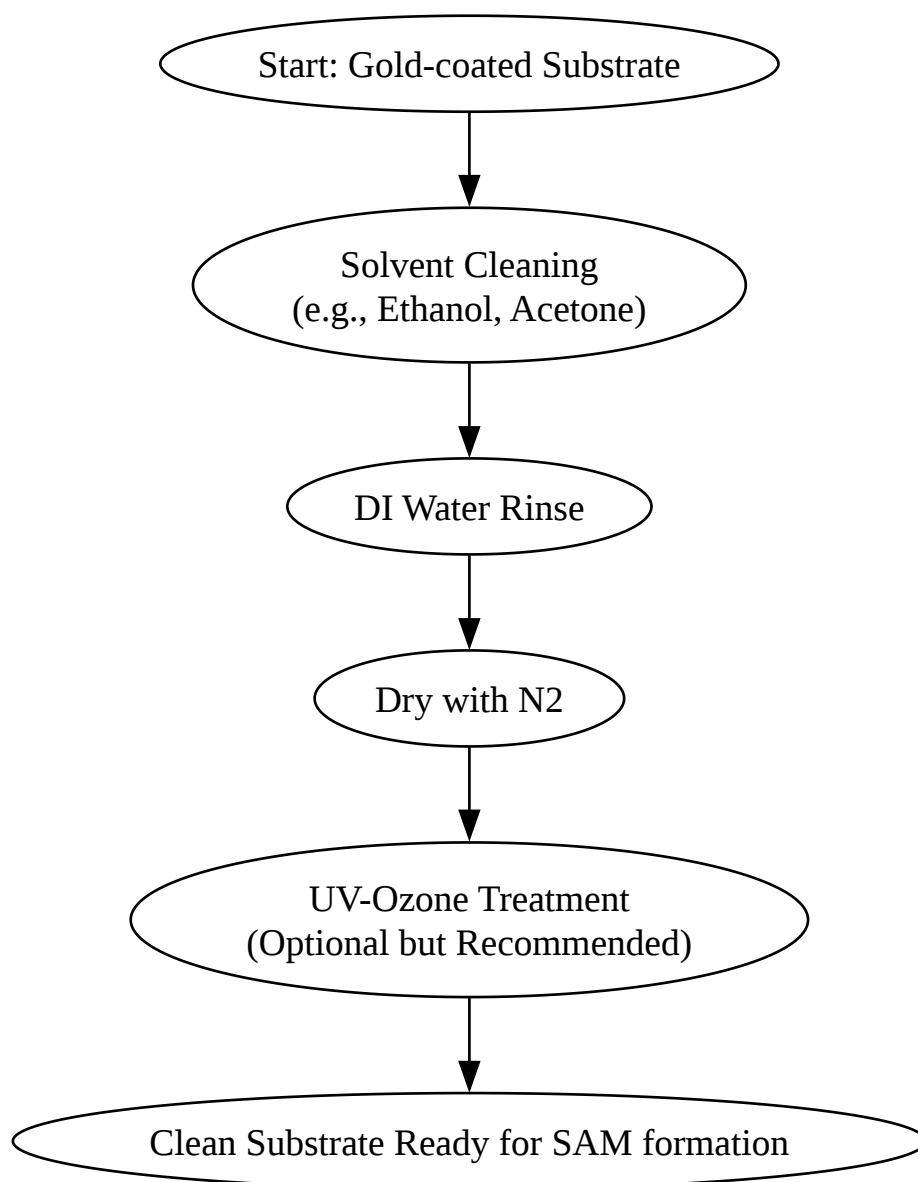 Start: Gold-coated Substrate
Solvent Cleaning
(e.g., Ethanol, Acetone)
DI Water Rinse
Dry with N2
UV-Ozone Treatment
(Optional but Recommended)
Clean Substrate Ready for SAM formation